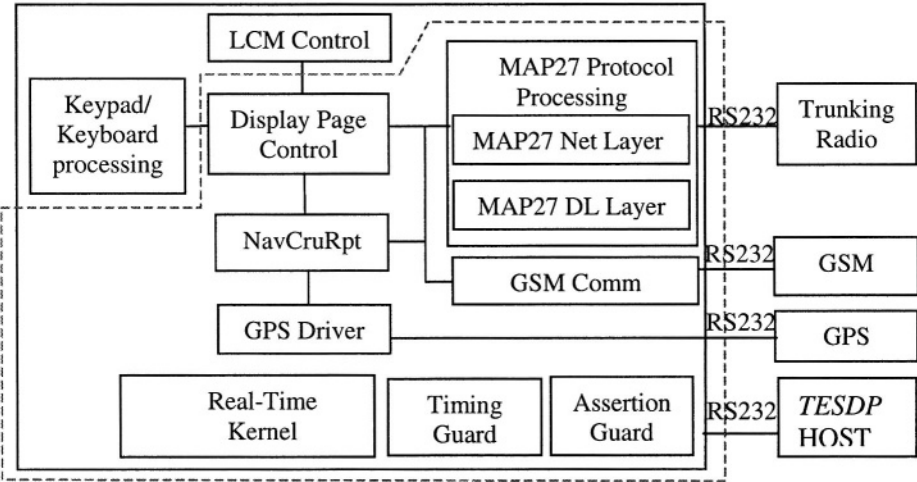 LCM Control
Keypad/
Keyboard
processing
Display Page
Control
MAP27 Protocol
Processing
MAP27 Net Layer
MAP27 DL Layer
RS232
Trunking
Radio
NavCruRpt
GSM Comm
RS232
GSM
GPS Driver
RS232
GPS
Real-Time
Kernel
Timing
Guard
Assertion
Guard
RS232
TESDP
HOST